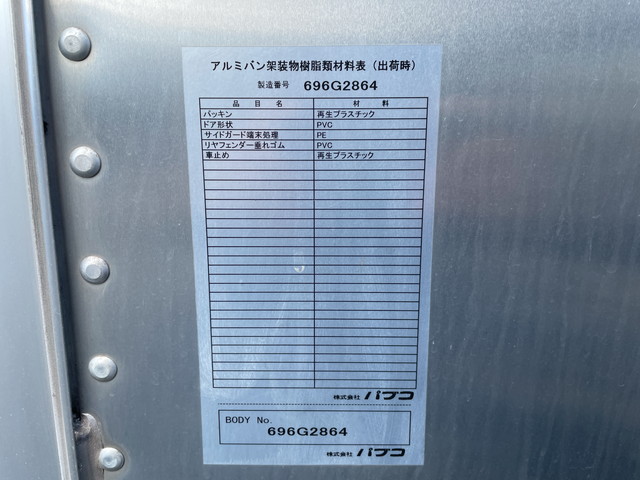 アルミバン架装物樹脂類材料表（出荷時）
製造番号 696G2864
品目名 材料
パッキン 再生プラスチック
ドア形状 PVC
サイドガード端末処理 PE
リヤフェンダー垂れゴム PVC
車止め 再生プラスチック
株式会社 パブコ
BODY No.
696G2864
株式会社 パブコ